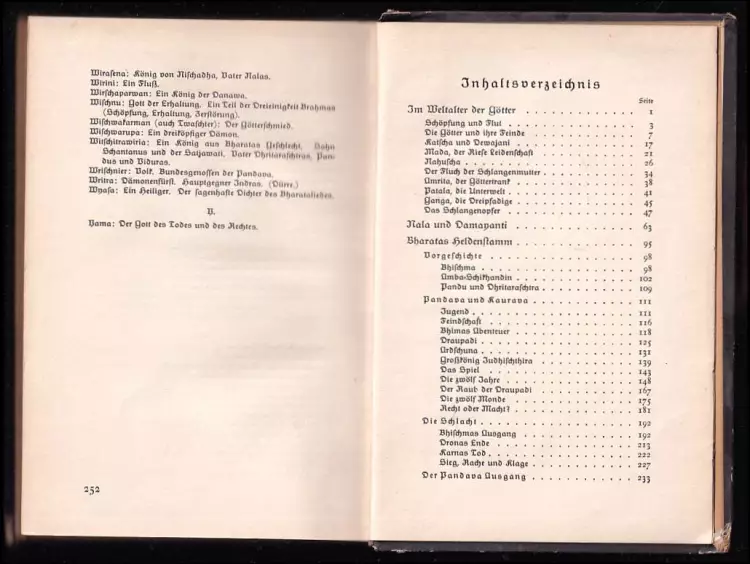 Wirasena: König von Nischadha, Vater Nalas.
Wirini: Ein Fluß.
Wirschaparwan: Ein König der Danawa.
Wischnu: Gott der Erhaltung. Ein Teil der Dreieinigkeit Brahmas
(Schöpfung, Erhaltung, Zerstörung).
Wischwakarman (auch Twaschter): Der Götterschmied.
Wischwarupa: Ein dreiköpfiger Dämon.
Wischitrawiria: Ein König aus Bharatas Geschlecht. Sohn
Schantanus und der Satjawati. Vater Dhritaraschtras, Pan-
dus und Viduras.
Wrischnier: Volk. Bundesgenossen der Pandava.
Writra: Dämonenfürst. Hauptgegner Indras. (Dürre.)
Wyasa: Ein Heiliger. Der sagenhafte Dichter des Bharataliedes.
Y.
Yama: Der Gott des Todes und des Rechtes.
252
Inhaltsverzeichnis
Seite
Im Weltalter der Götter . . . . . . . . . . . . 1
Schöpfung und Flut . . . . . . . . . . . . 3
Die Götter und ihre Feinde . . . . . . . . . . . . 7
Katscha und Dewajani . . . . . . . . . . . . 17
Mada, der Riese Leidenschaft . . . . . . . . . . . . 21
Nahuscha . . . . . . . . . . . . 26
Der Fluch der Schlangenmutter . . . . . . . . . . . . 34
Amrita, der Göttertrank . . . . . . . . . . . . 38
Patala, die Unterwelt . . . . . . . . . . . . 41
Ganga, die Dreipfadige . . . . . . . . . . . . 45
Das Schlangenopfer . . . . . . . . . . . . 47
Nala und Damapanti . . . . . . . . . . . . 63
Bharatas Heldenstamm . . . . . . . . . . . . 95
Vorgeschichte . . . . . . . . . . . . 98
Bhischma . . . . . . . . . . . . 98
Amba-Schikhandin . . . . . . . . . . . . 102
Pandu und Dhritaraschtra . . . . . . . . . . . . 109
Pandava und Kaurava . . . . . . . . . . . . 111
Jugend . . . . . . . . . . . . 111
Feindschaft . . . . . . . . . . . . 116
Bhimas Abenteuer . . . . . . . . . . . . 118
Draupadi . . . . . . . . . . . . 125
Ardschuna . . . . . . . . . . . . 131
Großkönig Judhischthira . . . . . . . . . . . . 139
Das Spiel . . . . . . . . . . . . 143
Die zwölf Jahre . . . . . . . . . . . . 148
Der Raub der Draupadi . . . . . . . . . . . . 167
Die zwölf Monde . . . . . . . . . . . . 175
Recht oder Macht? . . . . . . . . . . . . 181
Die Schlacht . . . . . . . . . . . . 192
Bhischmas Ausgang . . . . . . . . . . . . 192
Dronas Ende . . . . . . . . . . . . 213
Karnas Tod . . . . . . . . . . . . 222
Sieg, Rache und Klage . . . . . . . . . . . . 227
Der Pandava Ausgang . . . . . . . . . . . . 233